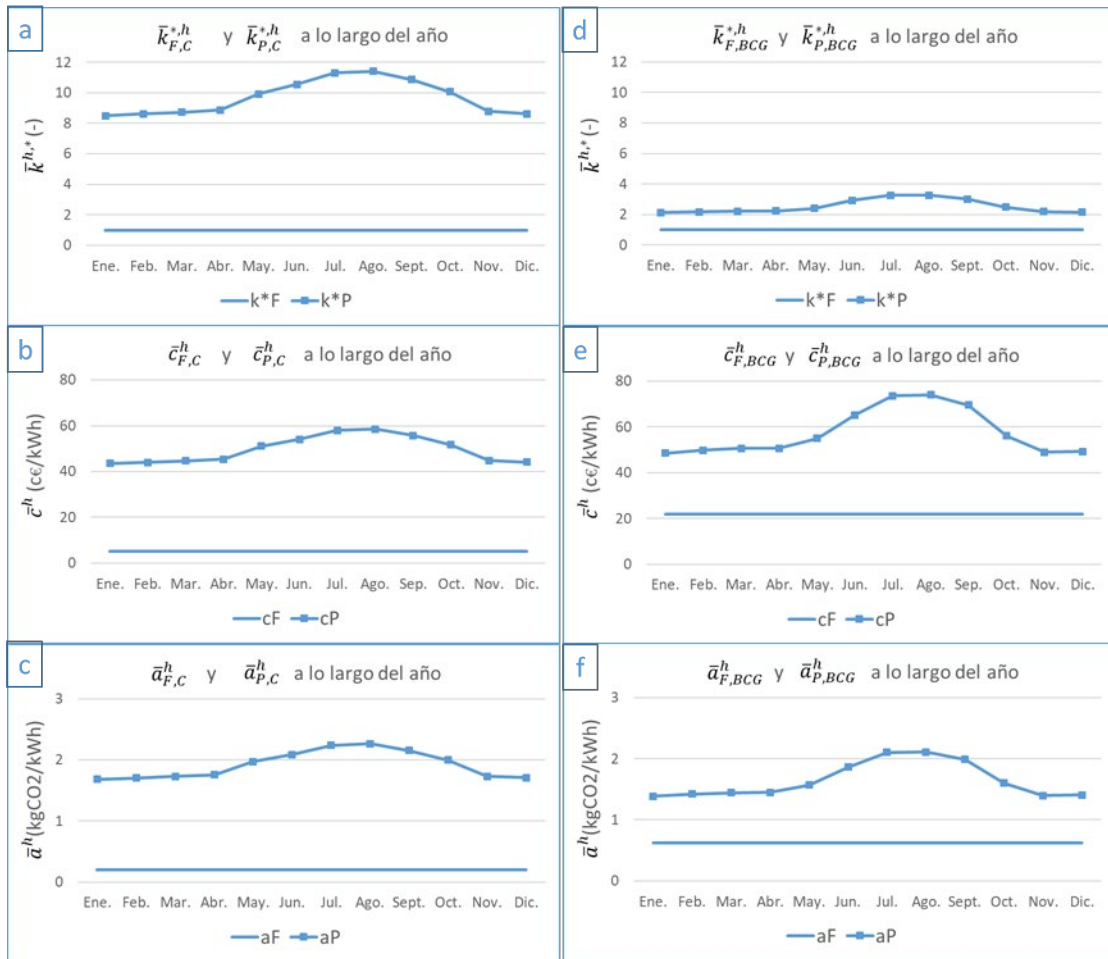 a
k̄*,h F,C y k̄*,h P,C a lo largo del año
12
10
8
6
4
2
0
k̄h,* (-)
Ene. Feb. Mar. Abr. May. Jun. Jul. Ago. Sept. Oct. Nov. Dic.
k*F k*P
b
c̄h F,C y c̄h P,C a lo largo del año
80
60
40
20
0
c̄h (c€/kWh)
Ene. Feb. Mar. Abr. May. Jun. Jul. Ago. Sept. Oct. Nov. Dic.
cF cP
c
āh F,C y āh P,C a lo largo del año
3
2
1
0
āh(kgCO2/kWh)
Ene. Feb. Mar. Abr. May. Jun. Jul. Ago. Sept. Oct. Nov. Dic.
aF aP
d
k̄*,h F,BCG y k̄*,h P,BCG a lo largo del año
12
10
8
6
4
2
0
k̄h,* (-)
Ene. Feb. Mar. Abr. May. Jun. Jul. Ago. Sept. Oct. Nov. Dic.
k*F k*P
e
c̄h F,BCG y c̄h P,BCG a lo largo del año
80
60
40
20
0
c̄h (c€/kWh)
Ene. Feb. Mar. Abr. May. Jun. Jul. Ago. Sep. Oct. Nov. Dic.
cF cP
f
āh F,BCG y āh P,BCG a lo largo del año
3
2
1
0
āh(kgCO2/kWh)
Ene. Feb. Mar. Abr. May. Jun. Jul. Ago. Sept. Oct. Nov. Dic.
aF aP